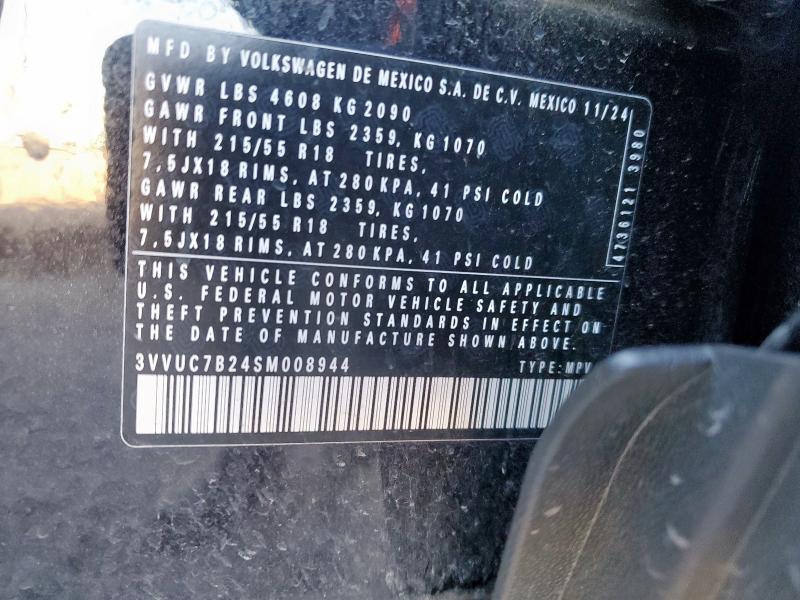 MFD BY VOLKSWAGEN DE MEXICO S.A. DE C.V. MEXICO 11/24
GVWR LBS 4608 KG 2090
GAWR FRONT LBS 2359, KG 1070
WITH 215/55 R18 TIRES,
7,5JX18 RIMS, AT 280 KPA, 41 PSI COLD
GAWR REAR LBS 2359, KG 1070
WITH 215/55 R18 TIRES,
7,5JX18 RIMS, AT 280 KPA, 41 PSI COLD
4736121 3980
THIS VEHICLE CONFORMS TO ALL APPLICABLE
U.S. FEDERAL MOTOR VEHICLE SAFETY AND
THEFT PREVENTION STANDARDS IN EFFECT ON
THE DATE OF MANUFACTURE SHOWN ABOVE.
3VVUC7B24SM008944 TYPE:MPV